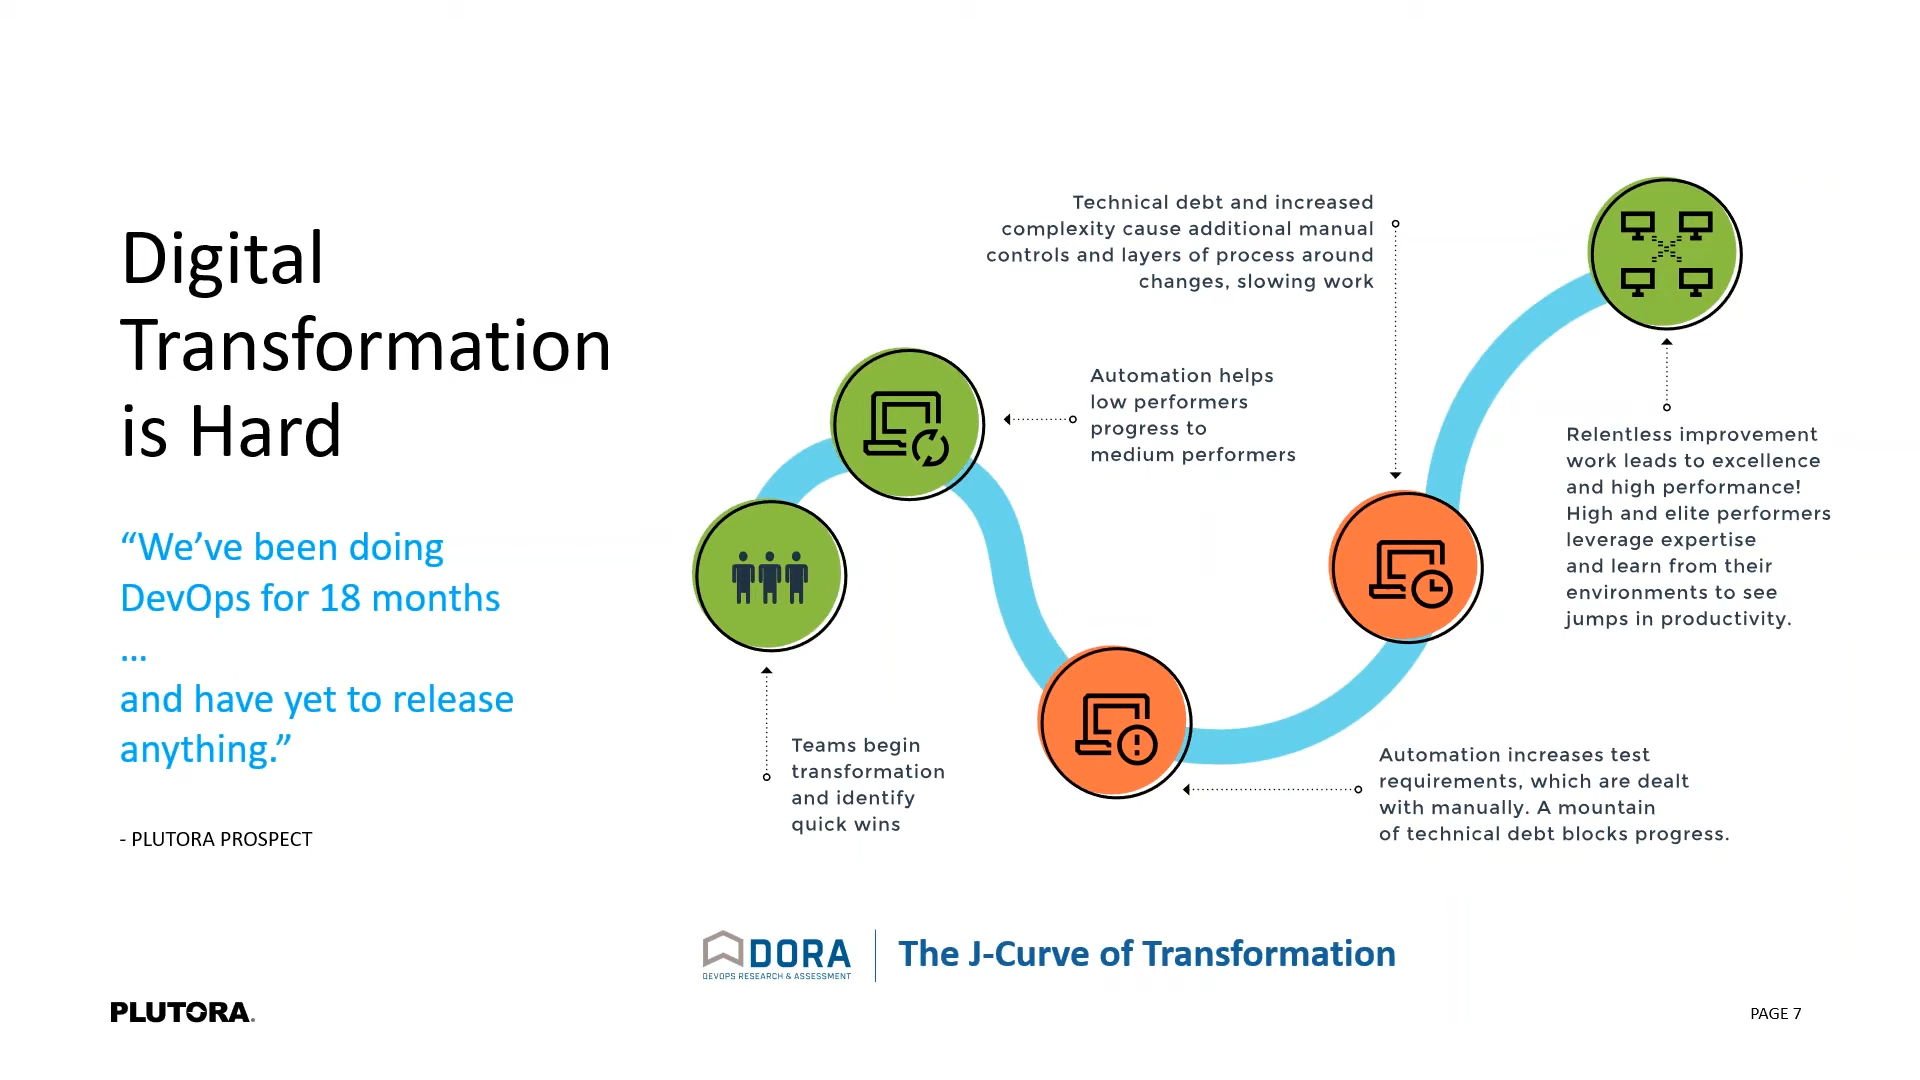 Digital
Transformation
is Hard
“We’ve been doing
DevOps for 18 months
...
and have yet to release
anything.”
- PLUTORA PROSPECT
Technical debt and increased
complexity cause additional manual
controls and layers of process around
changes, slowing work
Automation helps
low performers
progress to
medium performers
Relentless improvement
work leads to excellence
and high performance!
High and elite performers
leverage expertise
and learn from their
environments to see
jumps in productivity.
Teams begin
transformation
and identify
quick wins
Automation increases test
requirements, which are dealt
with manually. A mountain
of technical debt blocks progress.
DORA
DEVOPS RESEARCH & ASSESSMENT
The J-Curve of Transformation
PLUTORA.
PAGE 7